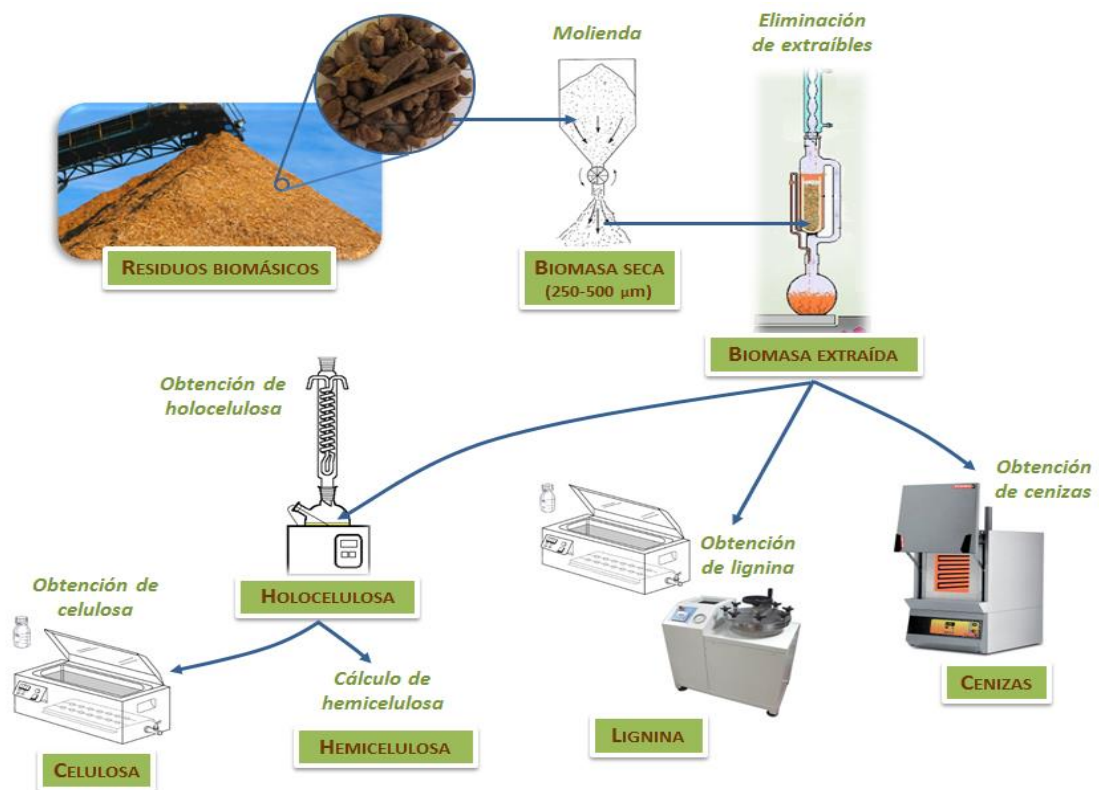 Molienda
Eliminación
de extraíbles
RESIDUOS BIOMÁSICOS
BIOMASA SECA
(250-500 µm)
BIOMASA EXTRAÍDA
Obtención de
holocelulosa
Obtención
de cenizas
Obtención
de lignina
HOLOCELULOSA
Obtención de
celulosa
Cálculo de
hemicelulosa
HEMICELULOSA
CELULOSA
LIGNINA
CENIZAS